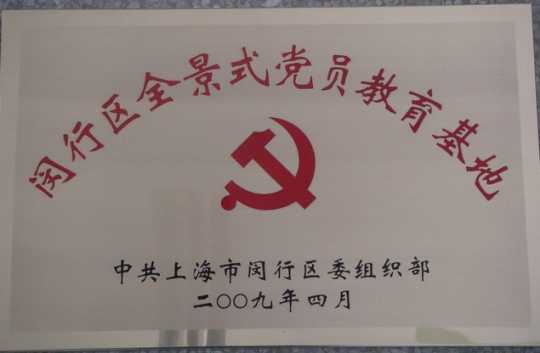 闵行区全景式党员教育基地
中共上海市闵行区委组织部
二〇〇九年四月